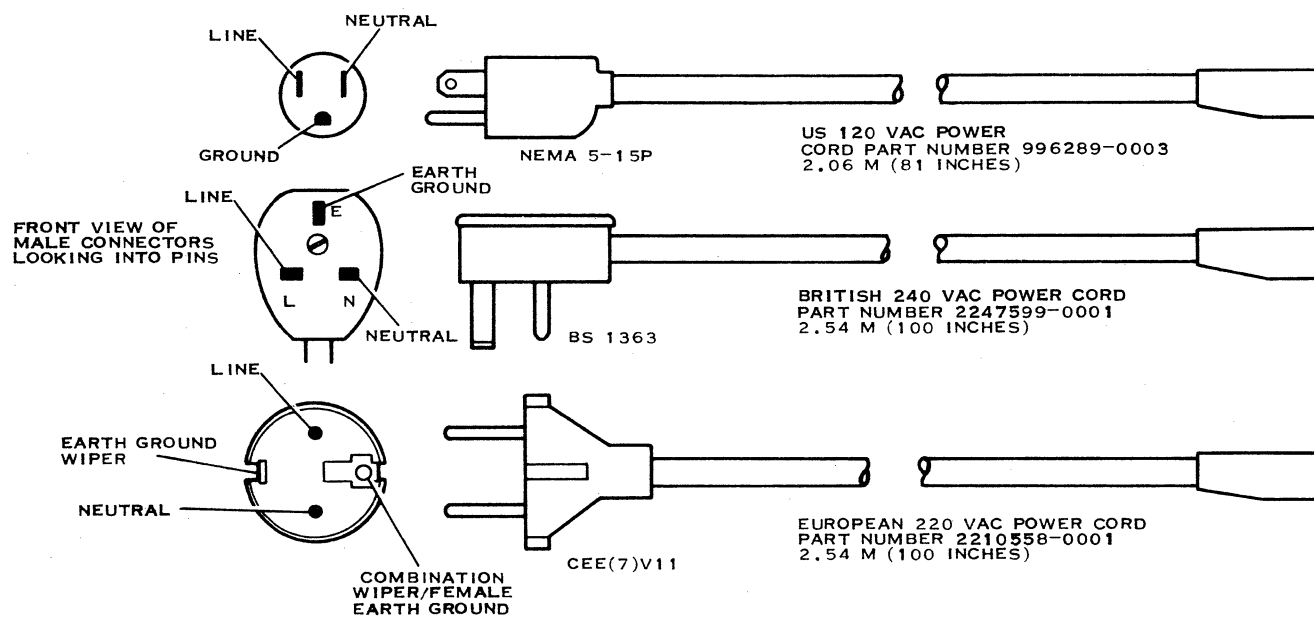 LINE
NEUTRAL
GROUND
NEMA 5-15P
US 120 VAC POWER
CORD PART NUMBER 996289-0003
2.06 M (81 INCHES)
FRONT VIEW OF
MALE CONNECTORS
LOOKING INTO PINS
LINE
EARTH
GROUND
E
L
N
NEUTRAL
BS 1363
BRITISH 240 VAC POWER CORD
PART NUMBER 2247599-0001
2.54 M (100 INCHES)
LINE
EARTH GROUND
WIPER
NEUTRAL
COMBINATION
WIPER/FEMALE
EARTH GROUND
CEE(7)V11
EUROPEAN 220 VAC POWER CORD
PART NUMBER 2210558-0001
2.54 M (100 INCHES)